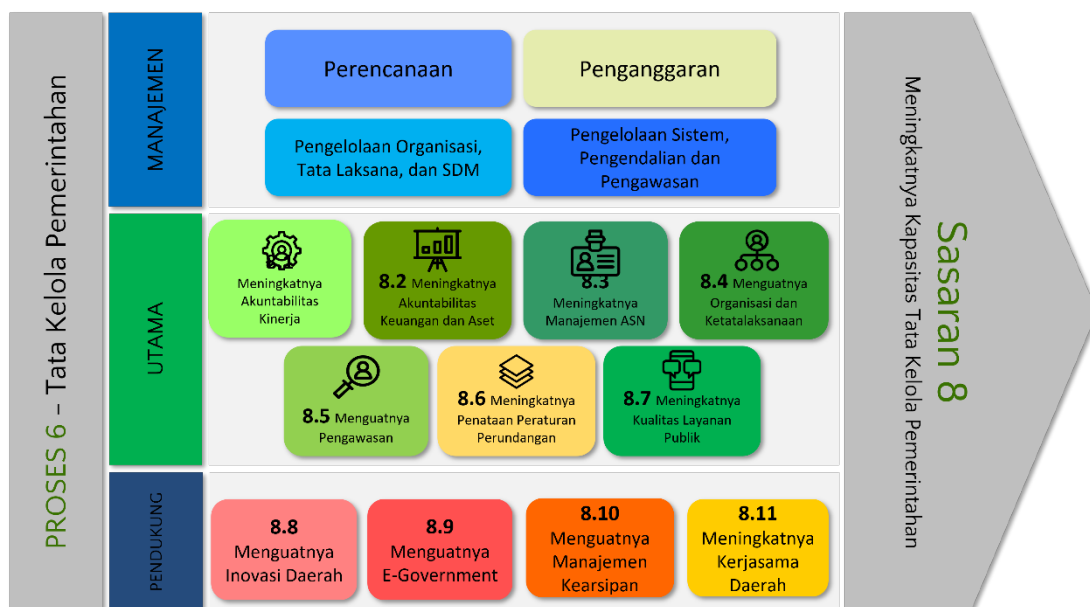 PROSES 6 – Tata Kelola Pemerintahan
MANAJEMEN
Perencanaan
Penganggaran
Pengelolaan Organisasi,
Tata Laksana, dan SDM
Pengelolaan Sistem,
Pengendalian dan
Pengawasan
UTAMA
Meningkatnya
Akuntabilitas
Kinerja
8.2 Meningkatnya
Akuntabilitas
Keuangan dan Aset
8.3
Meningkatnya
Manajemen ASN
8.4 Menguatnya
Organisasi dan
Ketatalaksanaan
8.5 Menguatnya
Pengawasan
8.6 Meningkatnya
Penataan Peraturan
Perundangan
8.7 Meningkatnya
Kualitas Layanan
Publik
PENDUKUNG
8.8
Menguatnya
Inovasi Daerah
8.9
Menguatnya
E-Government
8.10
Menguatnya
Manajemen
Kearsipan
8.11
Meningkatnya
Kerjasama
Daerah
Sasaran 8
Meningkatnya Kapasitas Tata Kelola Pemerintahan